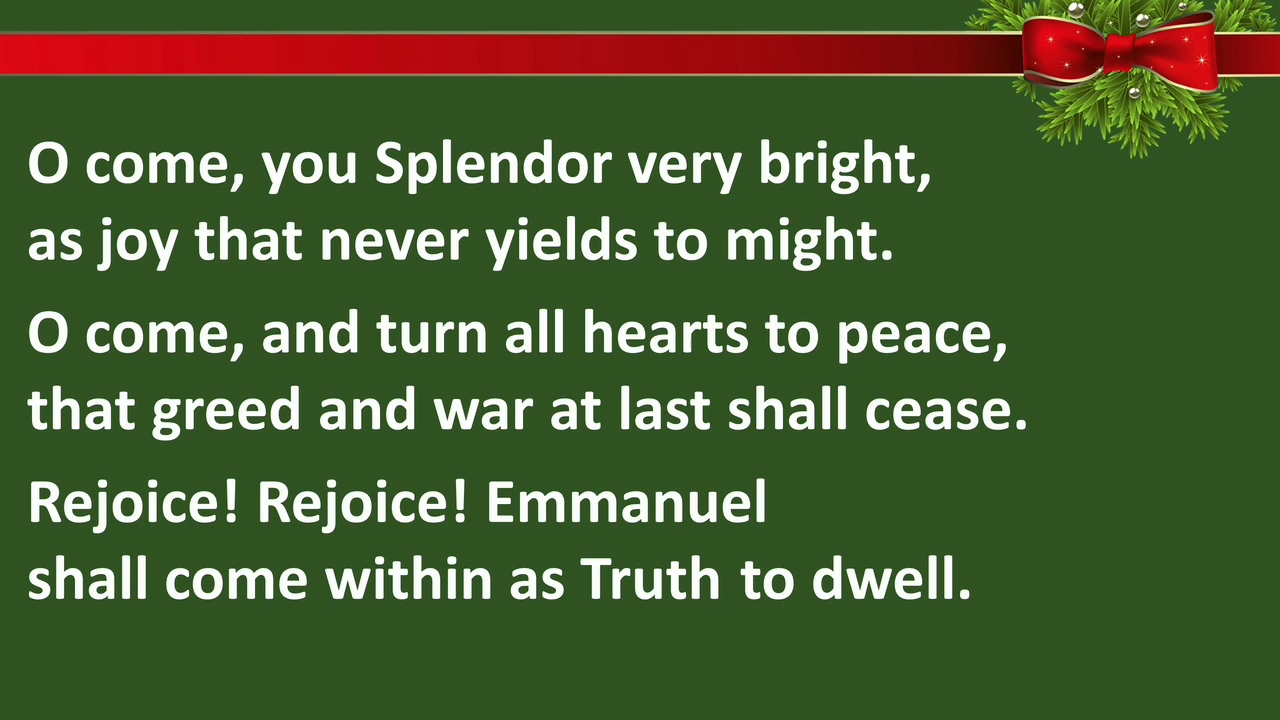 O come, you Splendor very bright,
as joy that never yields to might.
O come, and turn all hearts to peace,
that greed and war at last shall cease.
Rejoice! Rejoice! Emmanuel
shall come within as Truth to dwell.